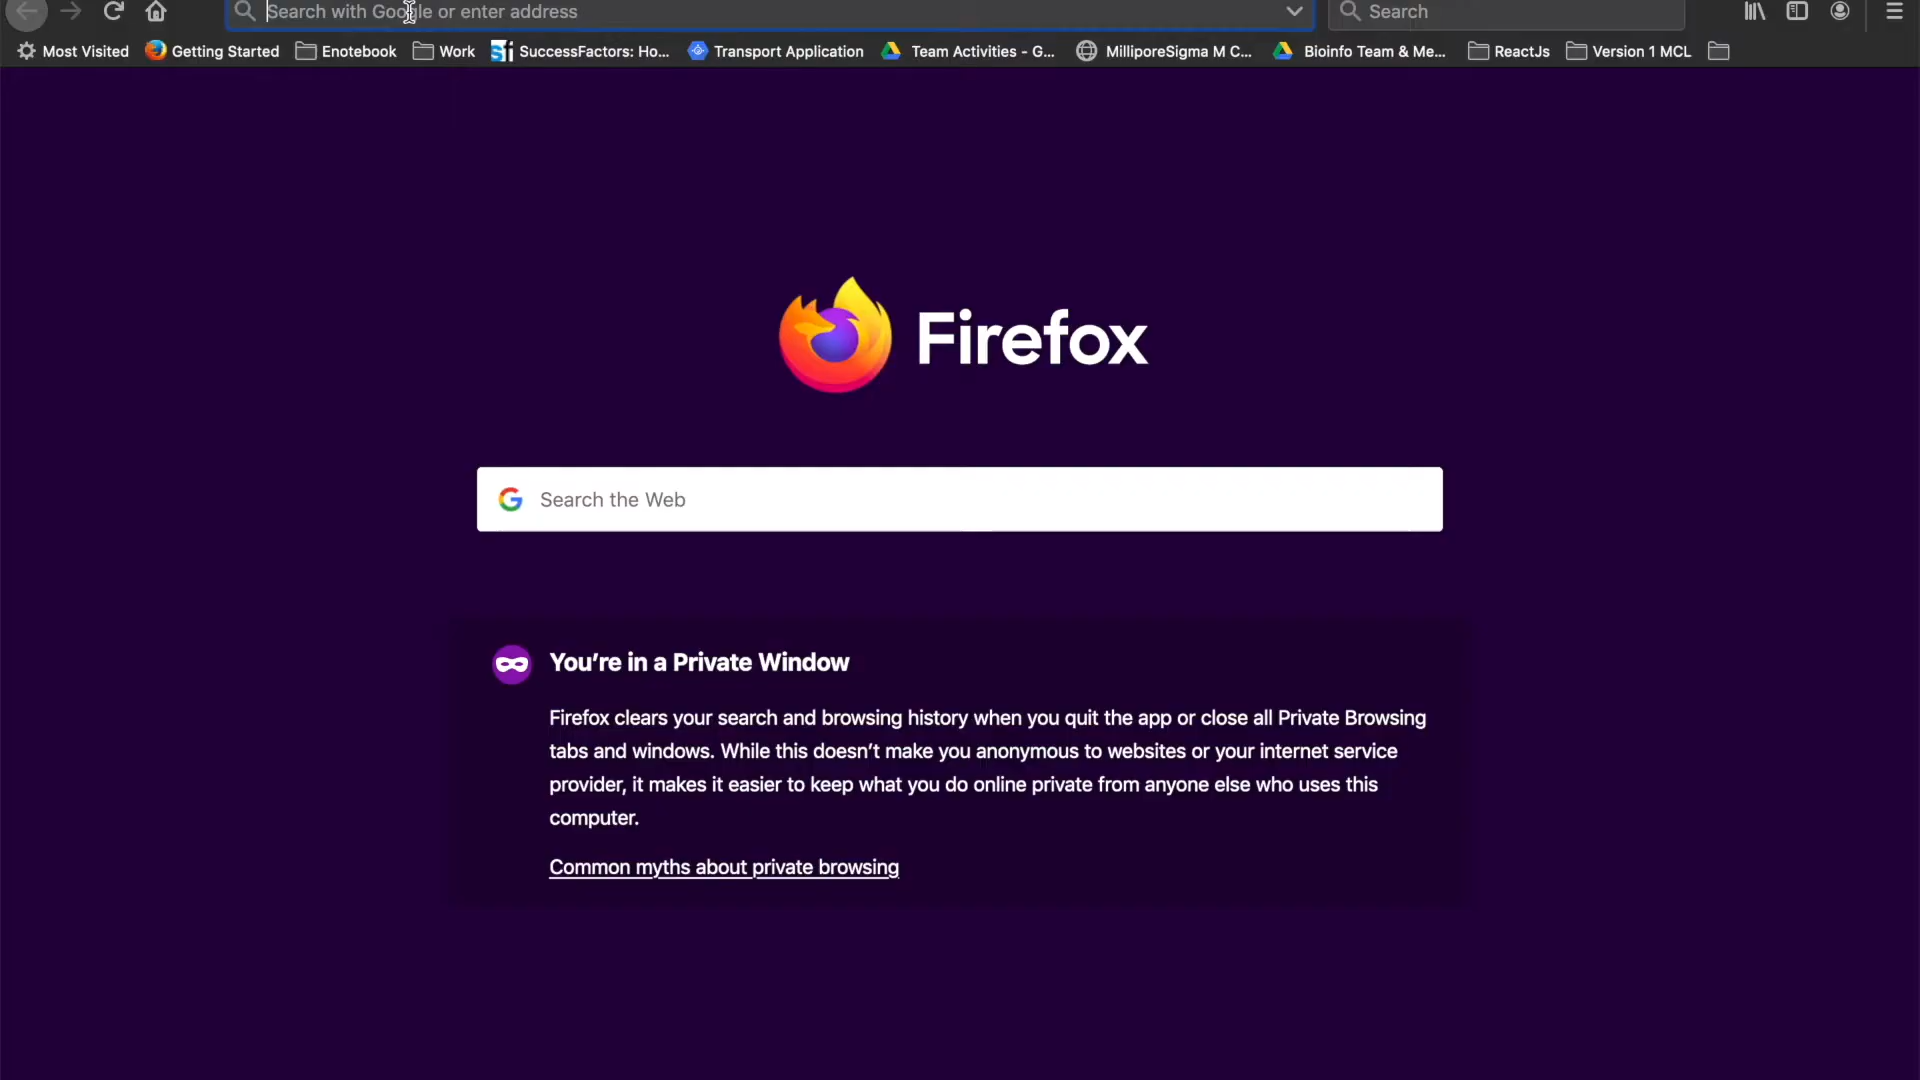 Search with Google or enter address
Search
Most Visited
Getting Started
Enotebook
Work
SuccessFactors: Ho...
Transport Application
Team Activities - G...
MilliporeSigma M C...
Bioinfo Team & Me...
ReactJs
Version 1 MCL
Firefox
Search the Web
You’re in a Private Window
Firefox clears your search and browsing history when you quit the app or close all Private Browsing
tabs and windows. While this doesn’t make you anonymous to websites or your internet service
provider, it makes it easier to keep what you do online private from anyone else who uses this
computer.
Common myths about private browsing